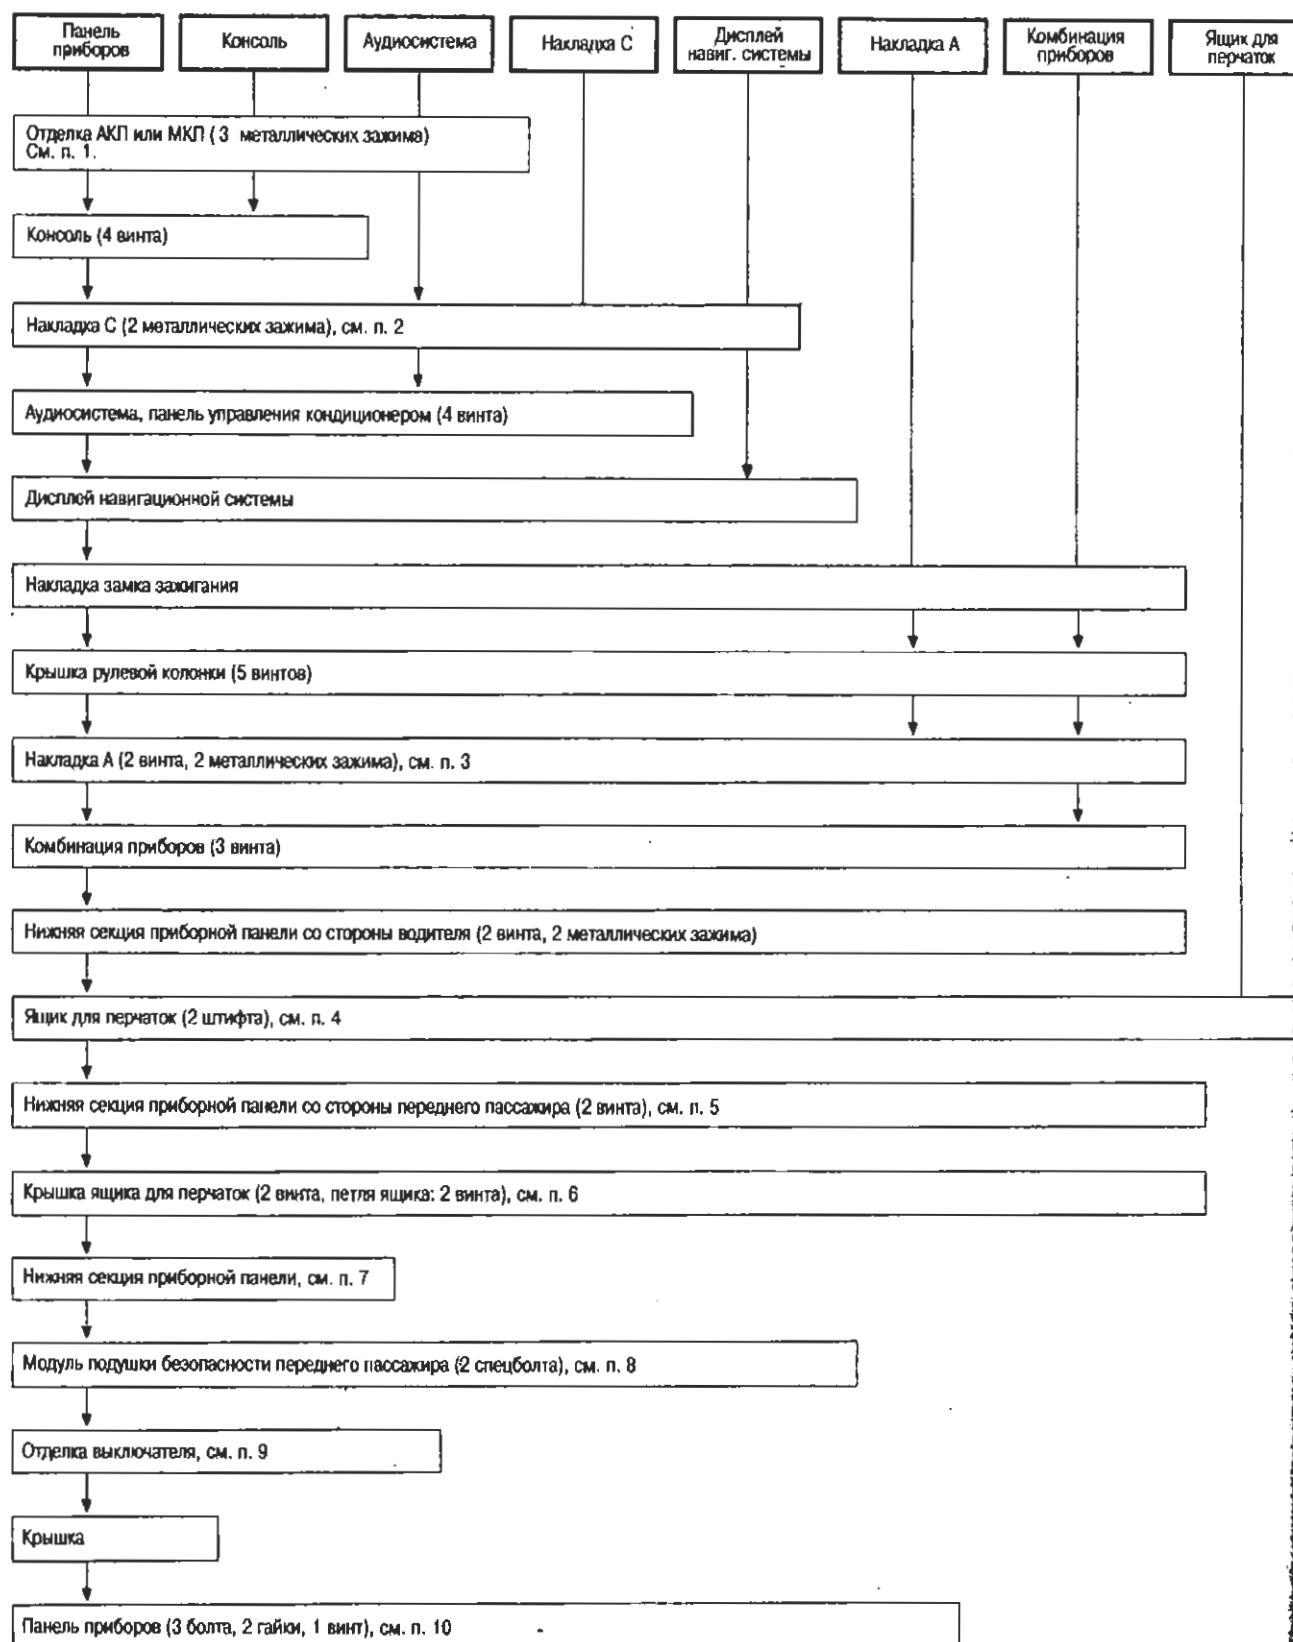 Панель
приборов
Консоль
Аудиосистема
Накладка С
Дисплей
навиг. системы
Накладка А
Комбинация
приборов
Ящик для
перчаток
Отделка АКП или МКП ( 3 металлических зажима)
См. п. 1.
Консоль (4 винта)
Накладка С (2 металлических зажима), см. п. 2
Аудиосистема, панель управления кондиционером (4 винта)
Дисплей навигационной системы
Накладка замка зажигания
Крышка рулевой колонки (5 винтов)
Накладка А (2 винта, 2 металлических зажима), см. п. 3
Комбинация приборов (3 винта)
Нижняя секция приборной панели со стороны водителя (2 винта, 2 металлических зажима)
Ящик для перчаток (2 штифта), см. п. 4
Нижняя секция приборной панели со стороны переднего пассажира (2 винта), см. п. 5
Крышка ящика для перчаток (2 винта, петля ящика: 2 винта), см. п. 6
Нижняя секция приборной панели, см. п. 7
Модуль подушки безопасности переднего пассажира (2 спецболта), см. п. 8
Отделка выключателя, см. п. 9
Крышка
Панель приборов (3 болта, 2 гайки, 1 винт), см. п. 10